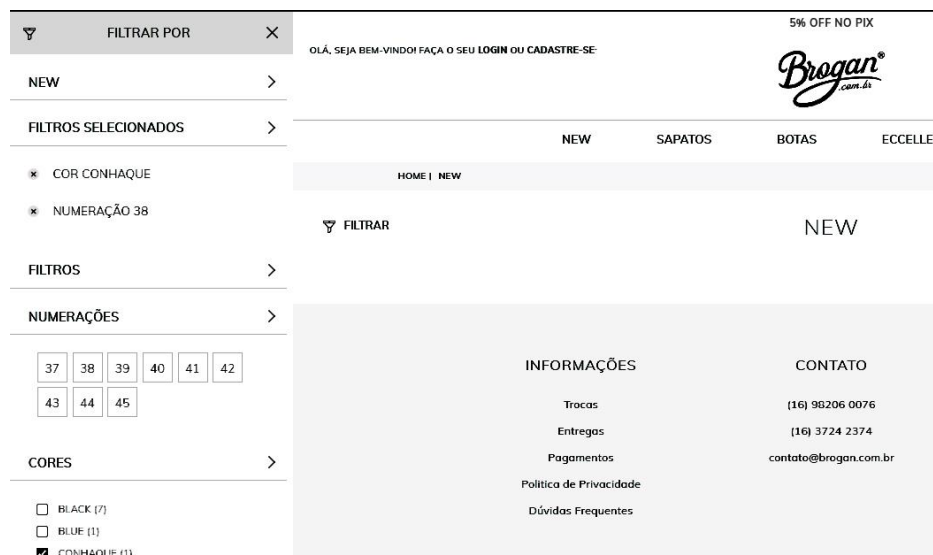 FILTRAR POR
NEW
FILTROS SELECIONADOS
COR CONHAQUE
NUMERAÇÃO 38
FILTROS
NUMERAÇÕES
37 38 39 40 41 42
43 44 45
CORES
BLACK (7)
BLUE (1)
CONHAQUE (1)
5% OFF NO PIX
OLÁ, SEJA BEM-VINDO! FAÇA O SEU LOGIN OU CADASTRE-SE
Brogan®
.com.br
NEW SAPATOS BOTAS ECCELLE
HOME | NEW
FILTRAR
NEW
INFORMAÇÕES
Trocas
Entregas
Pagamentos
Política de Privacidade
Dúvidas Frequentes
CONTATO
(16) 98206 0076
(16) 3724 2374
contato@brogan.com.br